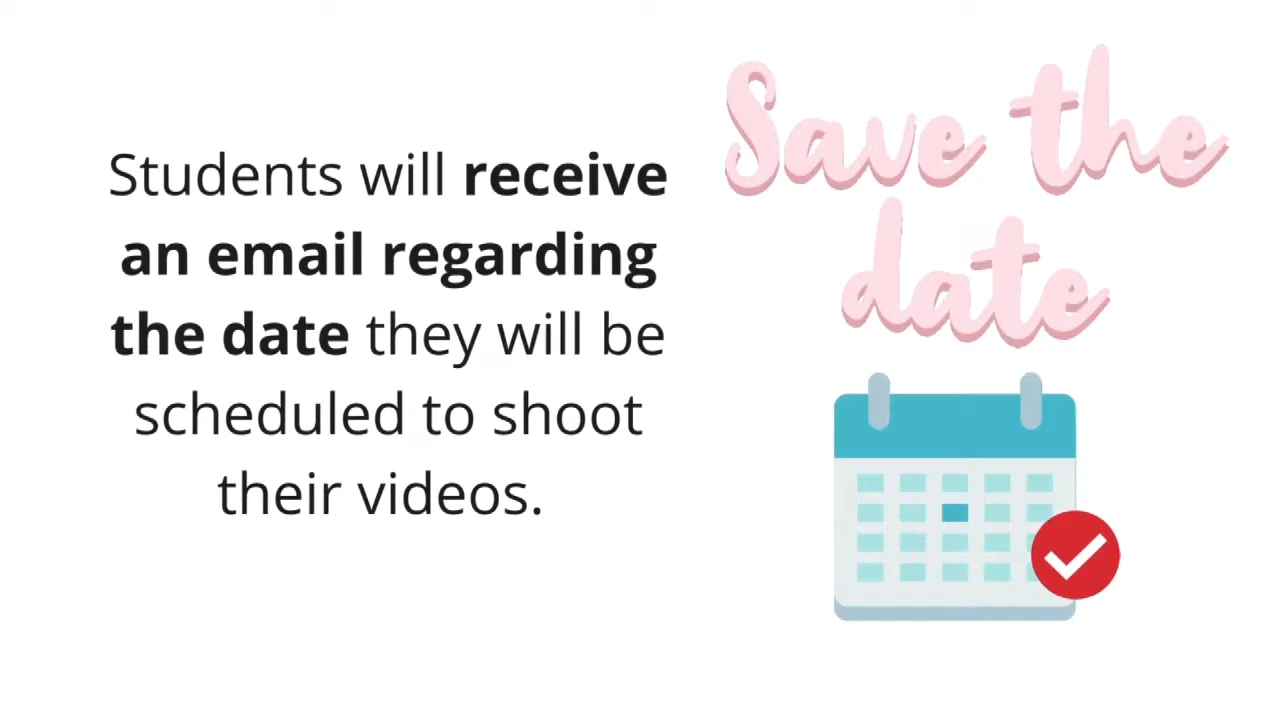 Students will receive
an email regarding
the date they will be
scheduled to shoot
their videos.
Save the
date